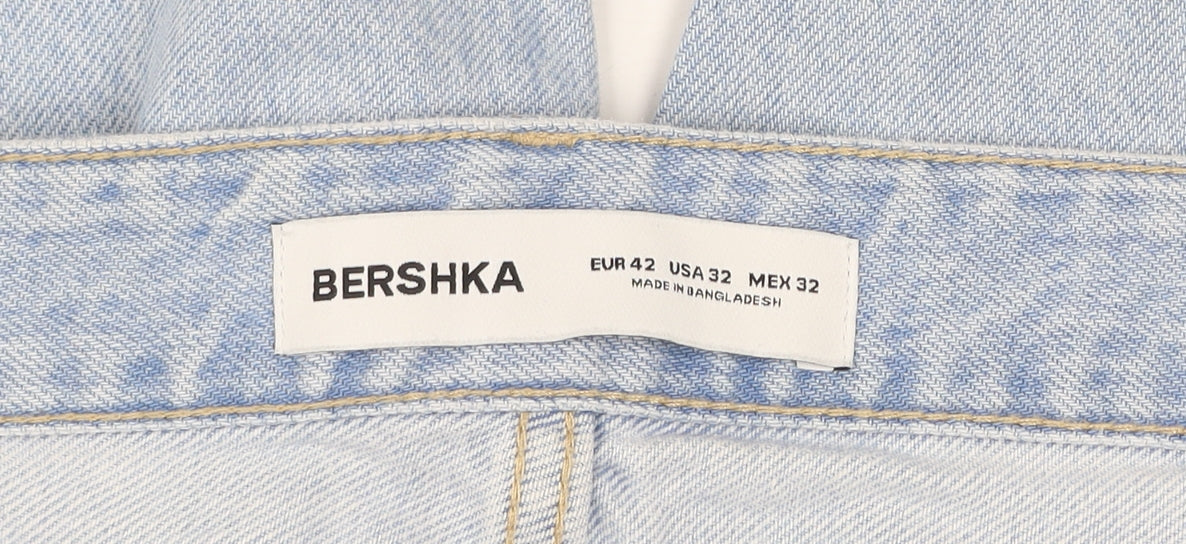 BERSHKA
EUR 42 USA 32 MEX 32
MADE IN BANGLADESH